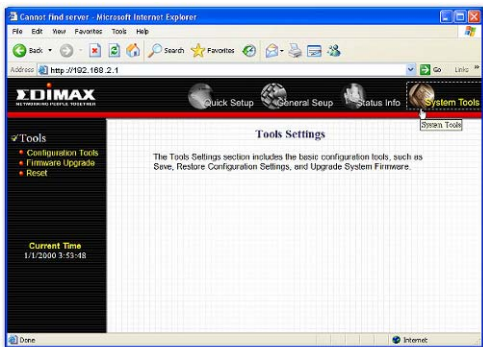 Cannot find server - Microsoft Internet Explorer
File Edit View Favorites Tools Help
Back Search Favorites
Address http://192.168.2.1 Go Links »
EDIMAX
NETWORKING PEOPLE TOGETHER
Quick Setup General Seup Status Info System Tools
System Tools
Tools
Configuration Tools
Firmware Upgrade
Reset
Current Time
1/1/2000 3:53:48
Tools Settings
The Tools Settings section includes the basic configuration tools, such as
Save, Restore Configuration Settings, and Upgrade System Firmware.
Done Internet